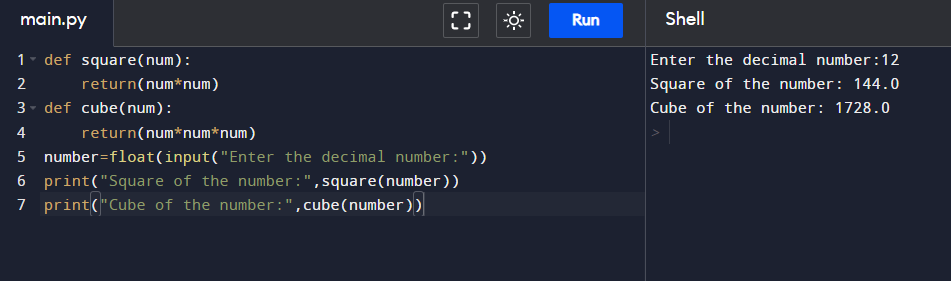 main.py
Run
Shell
1 def square(num):
2     return(num*num)
3 def cube(num):
4     return(num*num*num)
5 number=float(input("Enter the decimal number:"))
6 print("Square of the number:",square(number))
7 print("Cube of the number:",cube(number))
Enter the decimal number:12
Square of the number: 144.0
Cube of the number: 1728.0
>